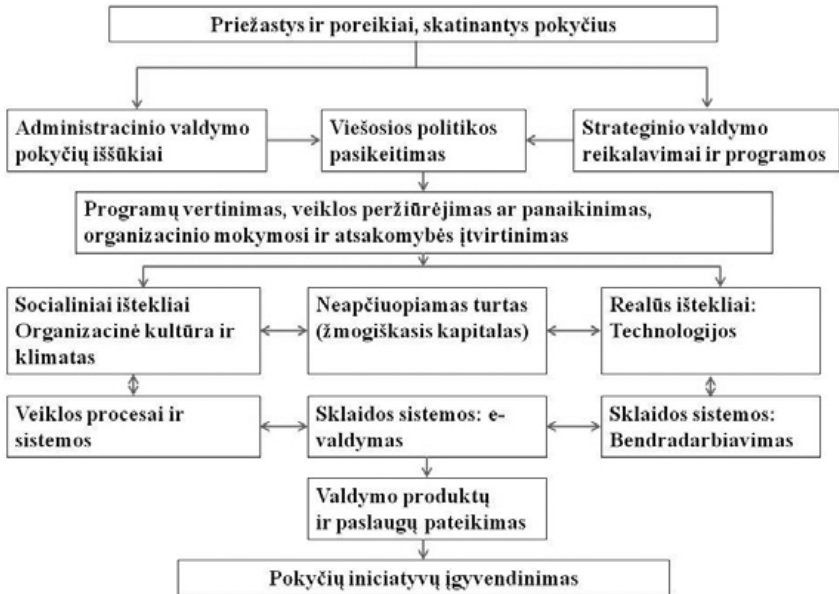 Priežastys ir poreikiai, skatinantys pokyčius
Administracinio valdymo
pokyčių iššūkiai
Viešosios politikos
pasikeitimas
Strateginio valdymo
reikalavimai ir programos
Programų vertinimas, veiklos peržiūrėjimas ar panaikinimas,
organizacinio mokymosi ir atsakomybės įtvirtinimas
Socialiniai ištekliai
Organizacinė kultūra ir
klimatas
Neapčiuopiamas turtas
(žmogiškasis kapitalas)
Realūs ištekliai:
Technologijos
Veiklos procesai ir
sistemos
Sklaidos sistemos: e-
valdymas
Sklaidos sistemos:
Bendradarbiavimas
Valdymo produktų
ir paslaugų pateikimas
Pokyčių iniciatyvų įgyvendinimas